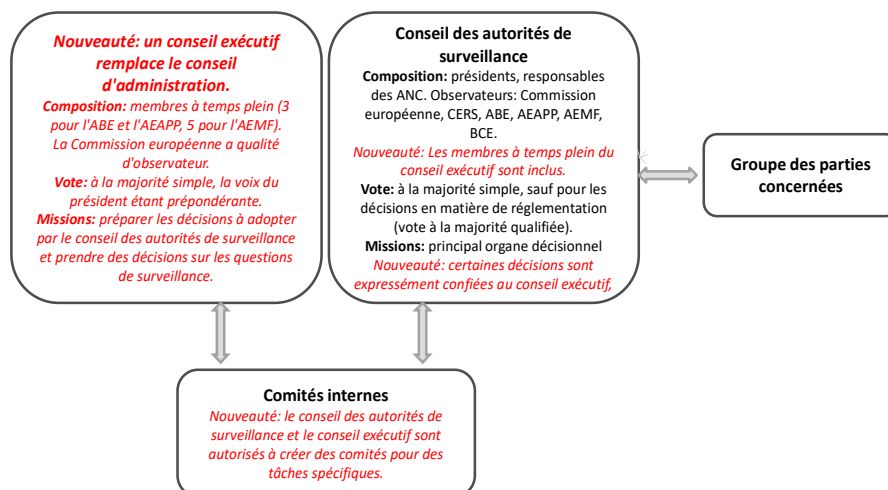 Nouveauté: un conseil exécutif
remplace le conseil
d'administration.
Composition: membres à temps plein (3
pour l'ABE et l'AEAPP, 5 pour l'AEMF).
La Commission européenne a qualité
d'observateur.
Vote: à la majorité simple, la voix du
président étant prépondérante.
Missions: préparer les décisions à adopter
par le conseil des autorités de surveillance
et prendre des décisions sur les questions
de surveillance.
Conseil des autorités de
surveillance
Composition: présidents, responsables
des ANC. Observateurs: Commission
européenne, CERS, ABE, AEAPP, AEMF,
BCE.
Nouveauté: Les membres à temps plein du
conseil exécutif sont inclus.
Vote: à la majorité simple, sauf pour les
décisions en matière de réglementation
(vote à la majorité qualifiée).
Missions: principal organe décisionnel
Nouveauté: certaines décisions sont
expressément confiées au conseil exécutif,
Groupe des parties
concernées
Comités internes
Nouveauté: le conseil des autorités de
surveillance et le conseil exécutif sont
autorisés à créer des comités pour des
tâches spécifiques.